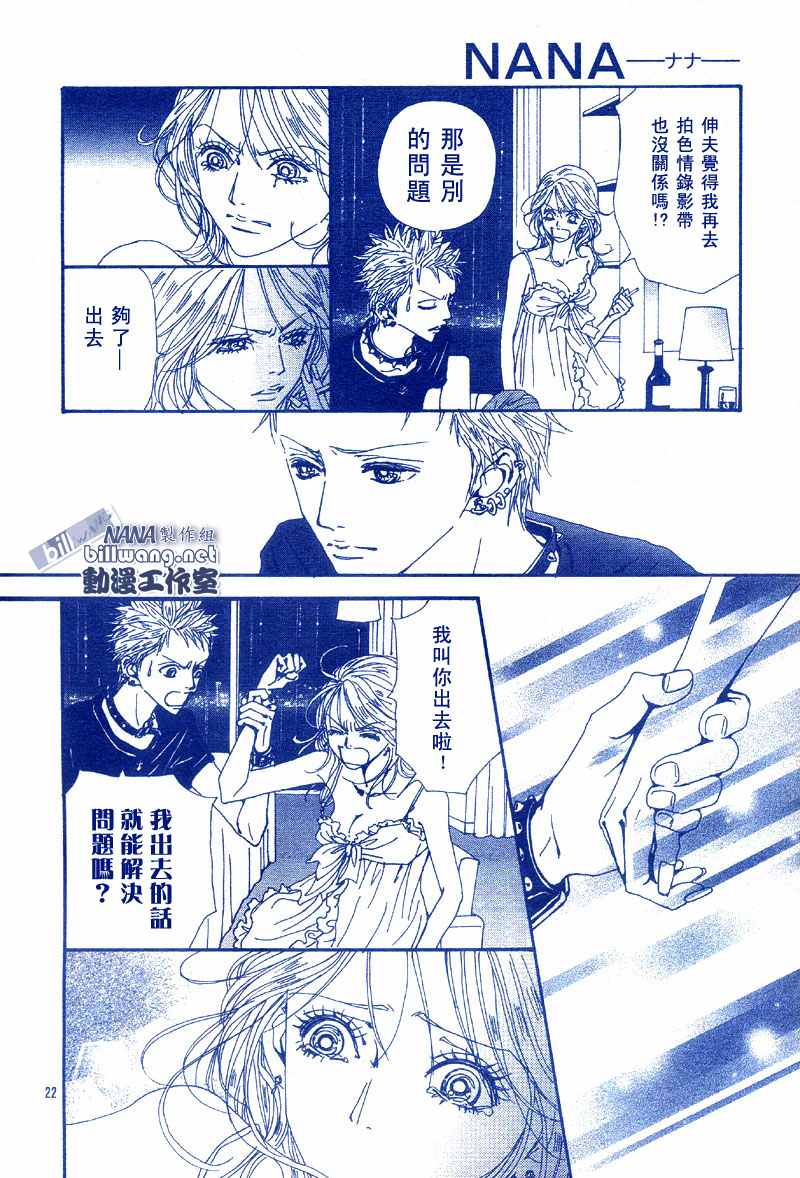 NANA—ナナ—
伸夫覺得我再去
拍色情錄影帶
也沒關係嗎!?
那是別
的問題
夠了—
出去
NANA製作組
billwang
billwang.net
動漫工作室
我叫你出去啦！
我出去的話
就能解決
問題嗎？
22